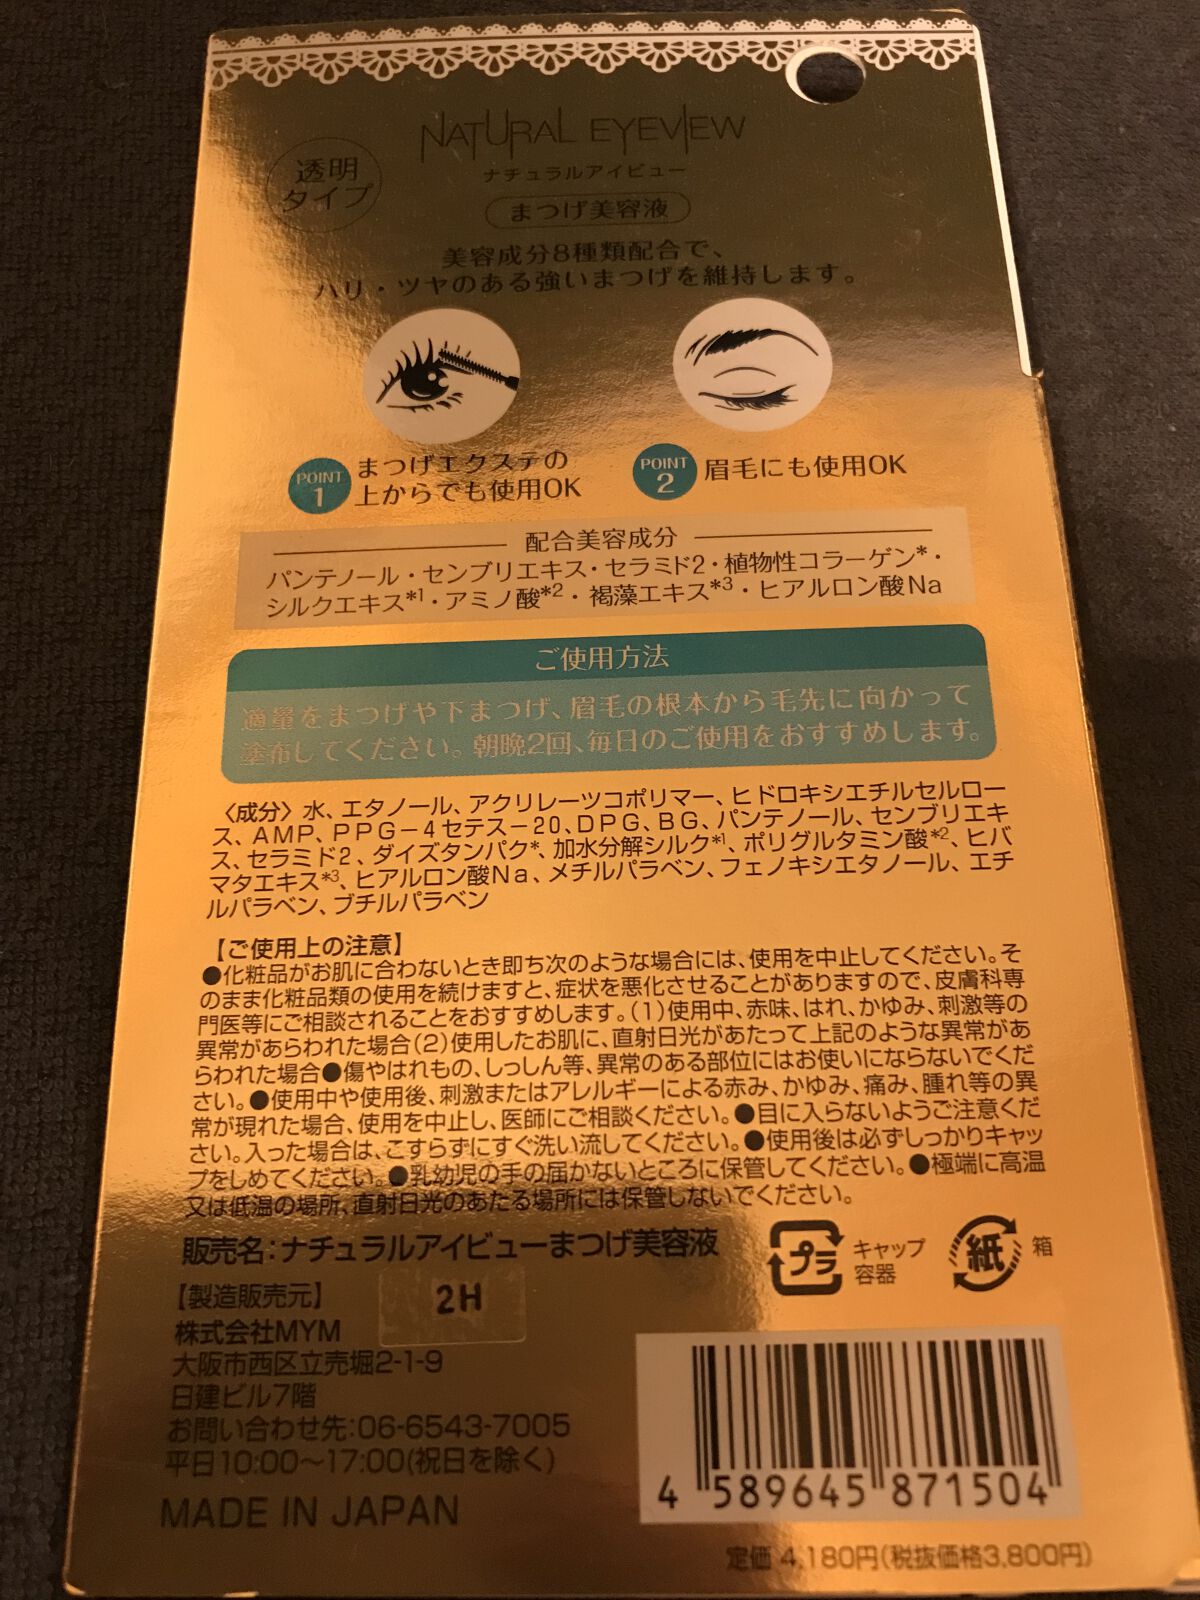 NATURAL EYEVIEW
ナチュラルアイビュー
透明
タイプ
まつげ美容液
美容成分8種類配合で、
ハリ・ツヤのある強いまつげを維持します。
POINT
1
まつげエクステの
上からでも使用OK
POINT
2
眉毛にも使用OK
配合美容成分
パンテノール・センブリエキス・セラミド2・植物性コラーゲン*・
シルクエキス*1・アミノ酸*2・褐藻エキス*3・ヒアルロン酸Na
ご使用方法
適量をまつげや下まつげ、眉毛の根本から毛先に向かって
塗布してください。朝晩2回、毎日のご使用をおすすめします。
〈成分〉水、エタノール、アクリレーツコポリマー、ヒドロキシエチルセルロー
ス、AMP、PPG-4セテス-20、DPG、BG、パンテノール、センブリエキ
ス、セラミド2、ダイズタンパク*、加水分解シルク*1、ポリグルタミン酸*2、ヒバ
マタエキス*3、ヒアルロン酸Na、メチルパラベン、フェノキシエタノール、エチ
ルパラベン、ブチルパラベン
【ご使用上の注意】
●化粧品がお肌に合わないとき即ち次のような場合には、使用を中止してください。そ
のまま化粧品類の使用を続けますと、症状を悪化させることがありますので、皮膚科専
門医等にご相談されることをおすすめします。(1)使用中、赤味、はれ、かゆみ、刺激等の
異常があらわれた場合(2)使用したお肌に、直射日光があたって上記のような異常があ
らわれた場合●傷やはれもの、しっしん等、異常のある部位にはお使いにならないでくだ
さい。●使用中や使用後、刺激またはアレルギーによる赤み、かゆみ、痛み、腫れ等の異
常が現れた場合、使用を中止し、医師にご相談ください。●目に入らないようご注意くだ
さい。入った場合は、こすらずにすぐ洗い流してください。●使用後は必ずしっかりキャッ
プをしめてください。●乳幼児の手の届かないところに保管してください。●極端に高温
又は低温の場所、直射日光のあたる場所には保管しないでください。
販売名:ナチュラルアイビューまつげ美容液
プラ
キャップ
容器
紙
箱
【製造販売元】
2H
株式会社MYM
大阪市西区立売堀2-1-9
日建ビル7階
お問い合わせ先:06-6543-7005
平日10:00～17:00(祝日を除く)
MADE IN JAPAN
4 589645 871504
定価 4,180円(税抜価格3,800円)